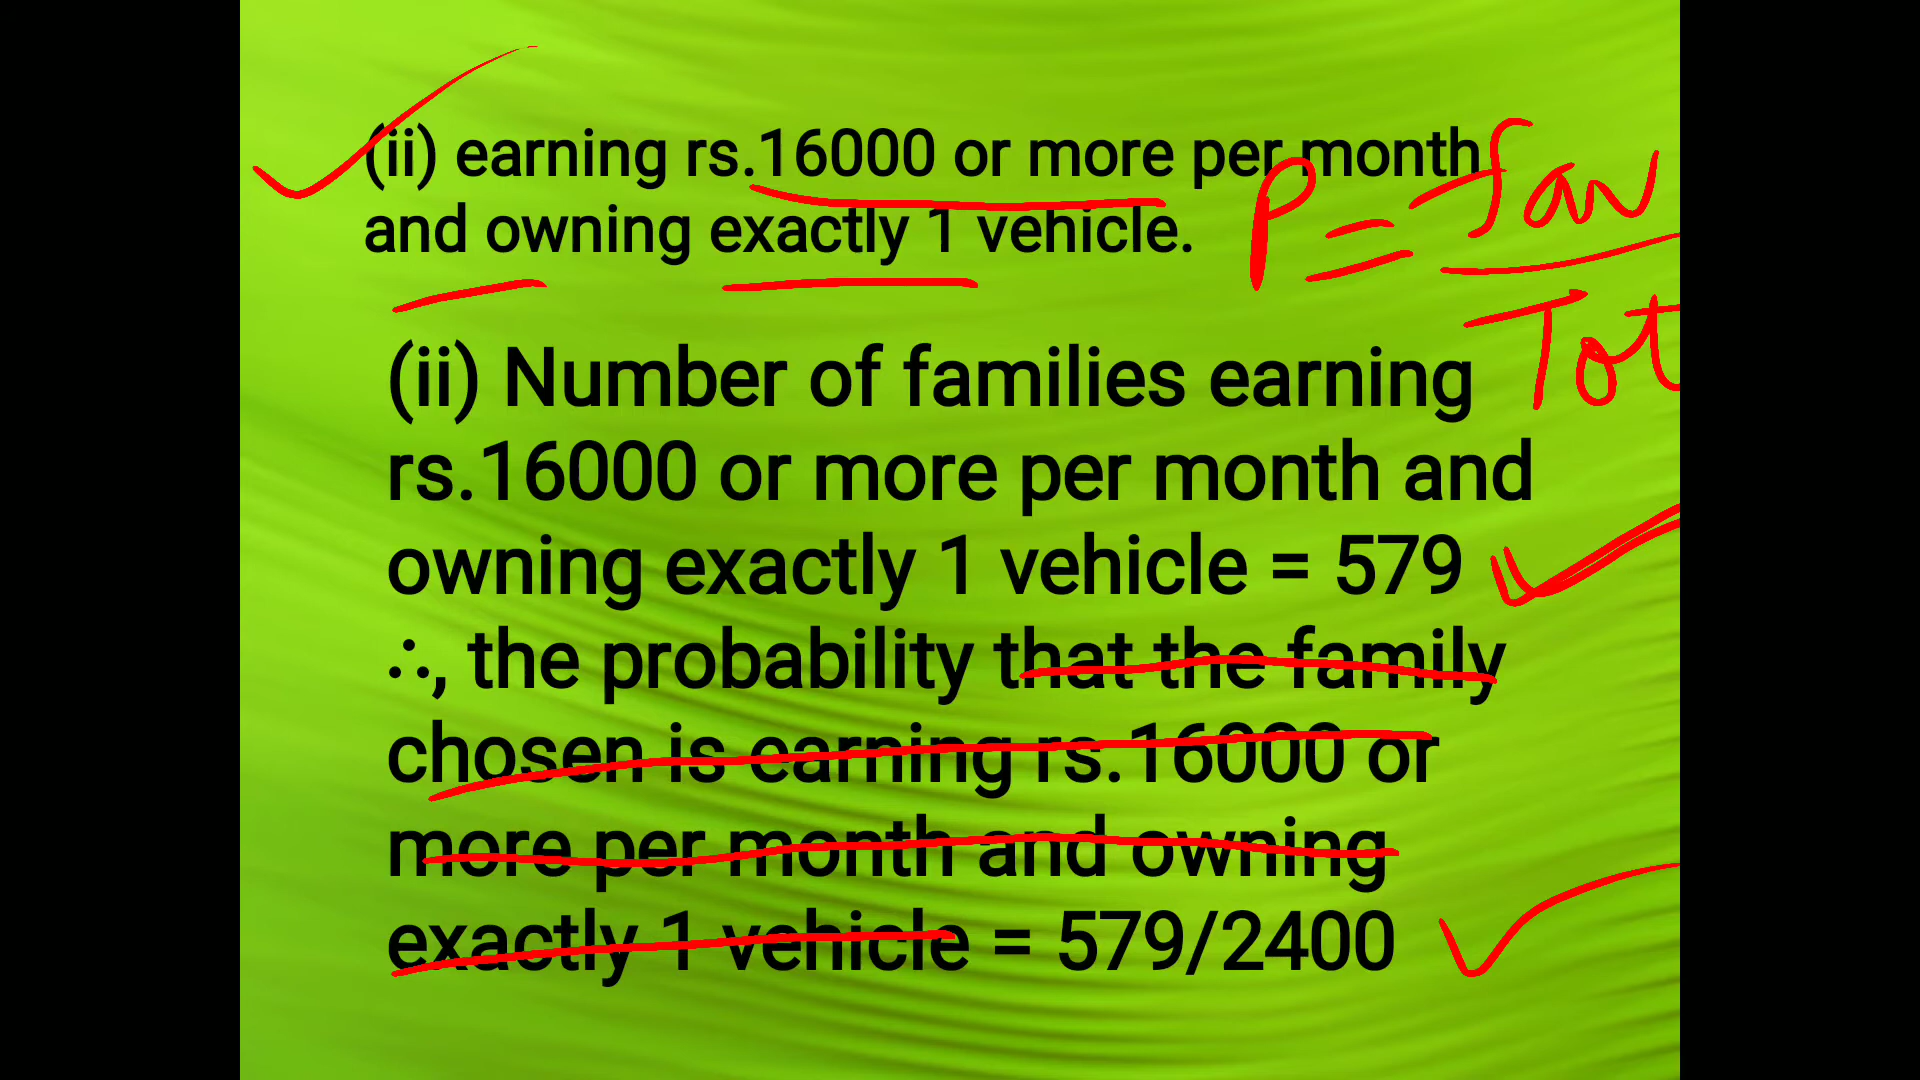 (ii) earning rs.16000 or more per month
and owning exactly 1 vehicle.
P = fav
Tot
(ii) Number of families earning
rs.16000 or more per month and
owning exactly 1 vehicle = 579
∴, the probability that the family
chosen is earning rs.16000 or
more per month and owning
exactly 1 vehicle = 579/2400